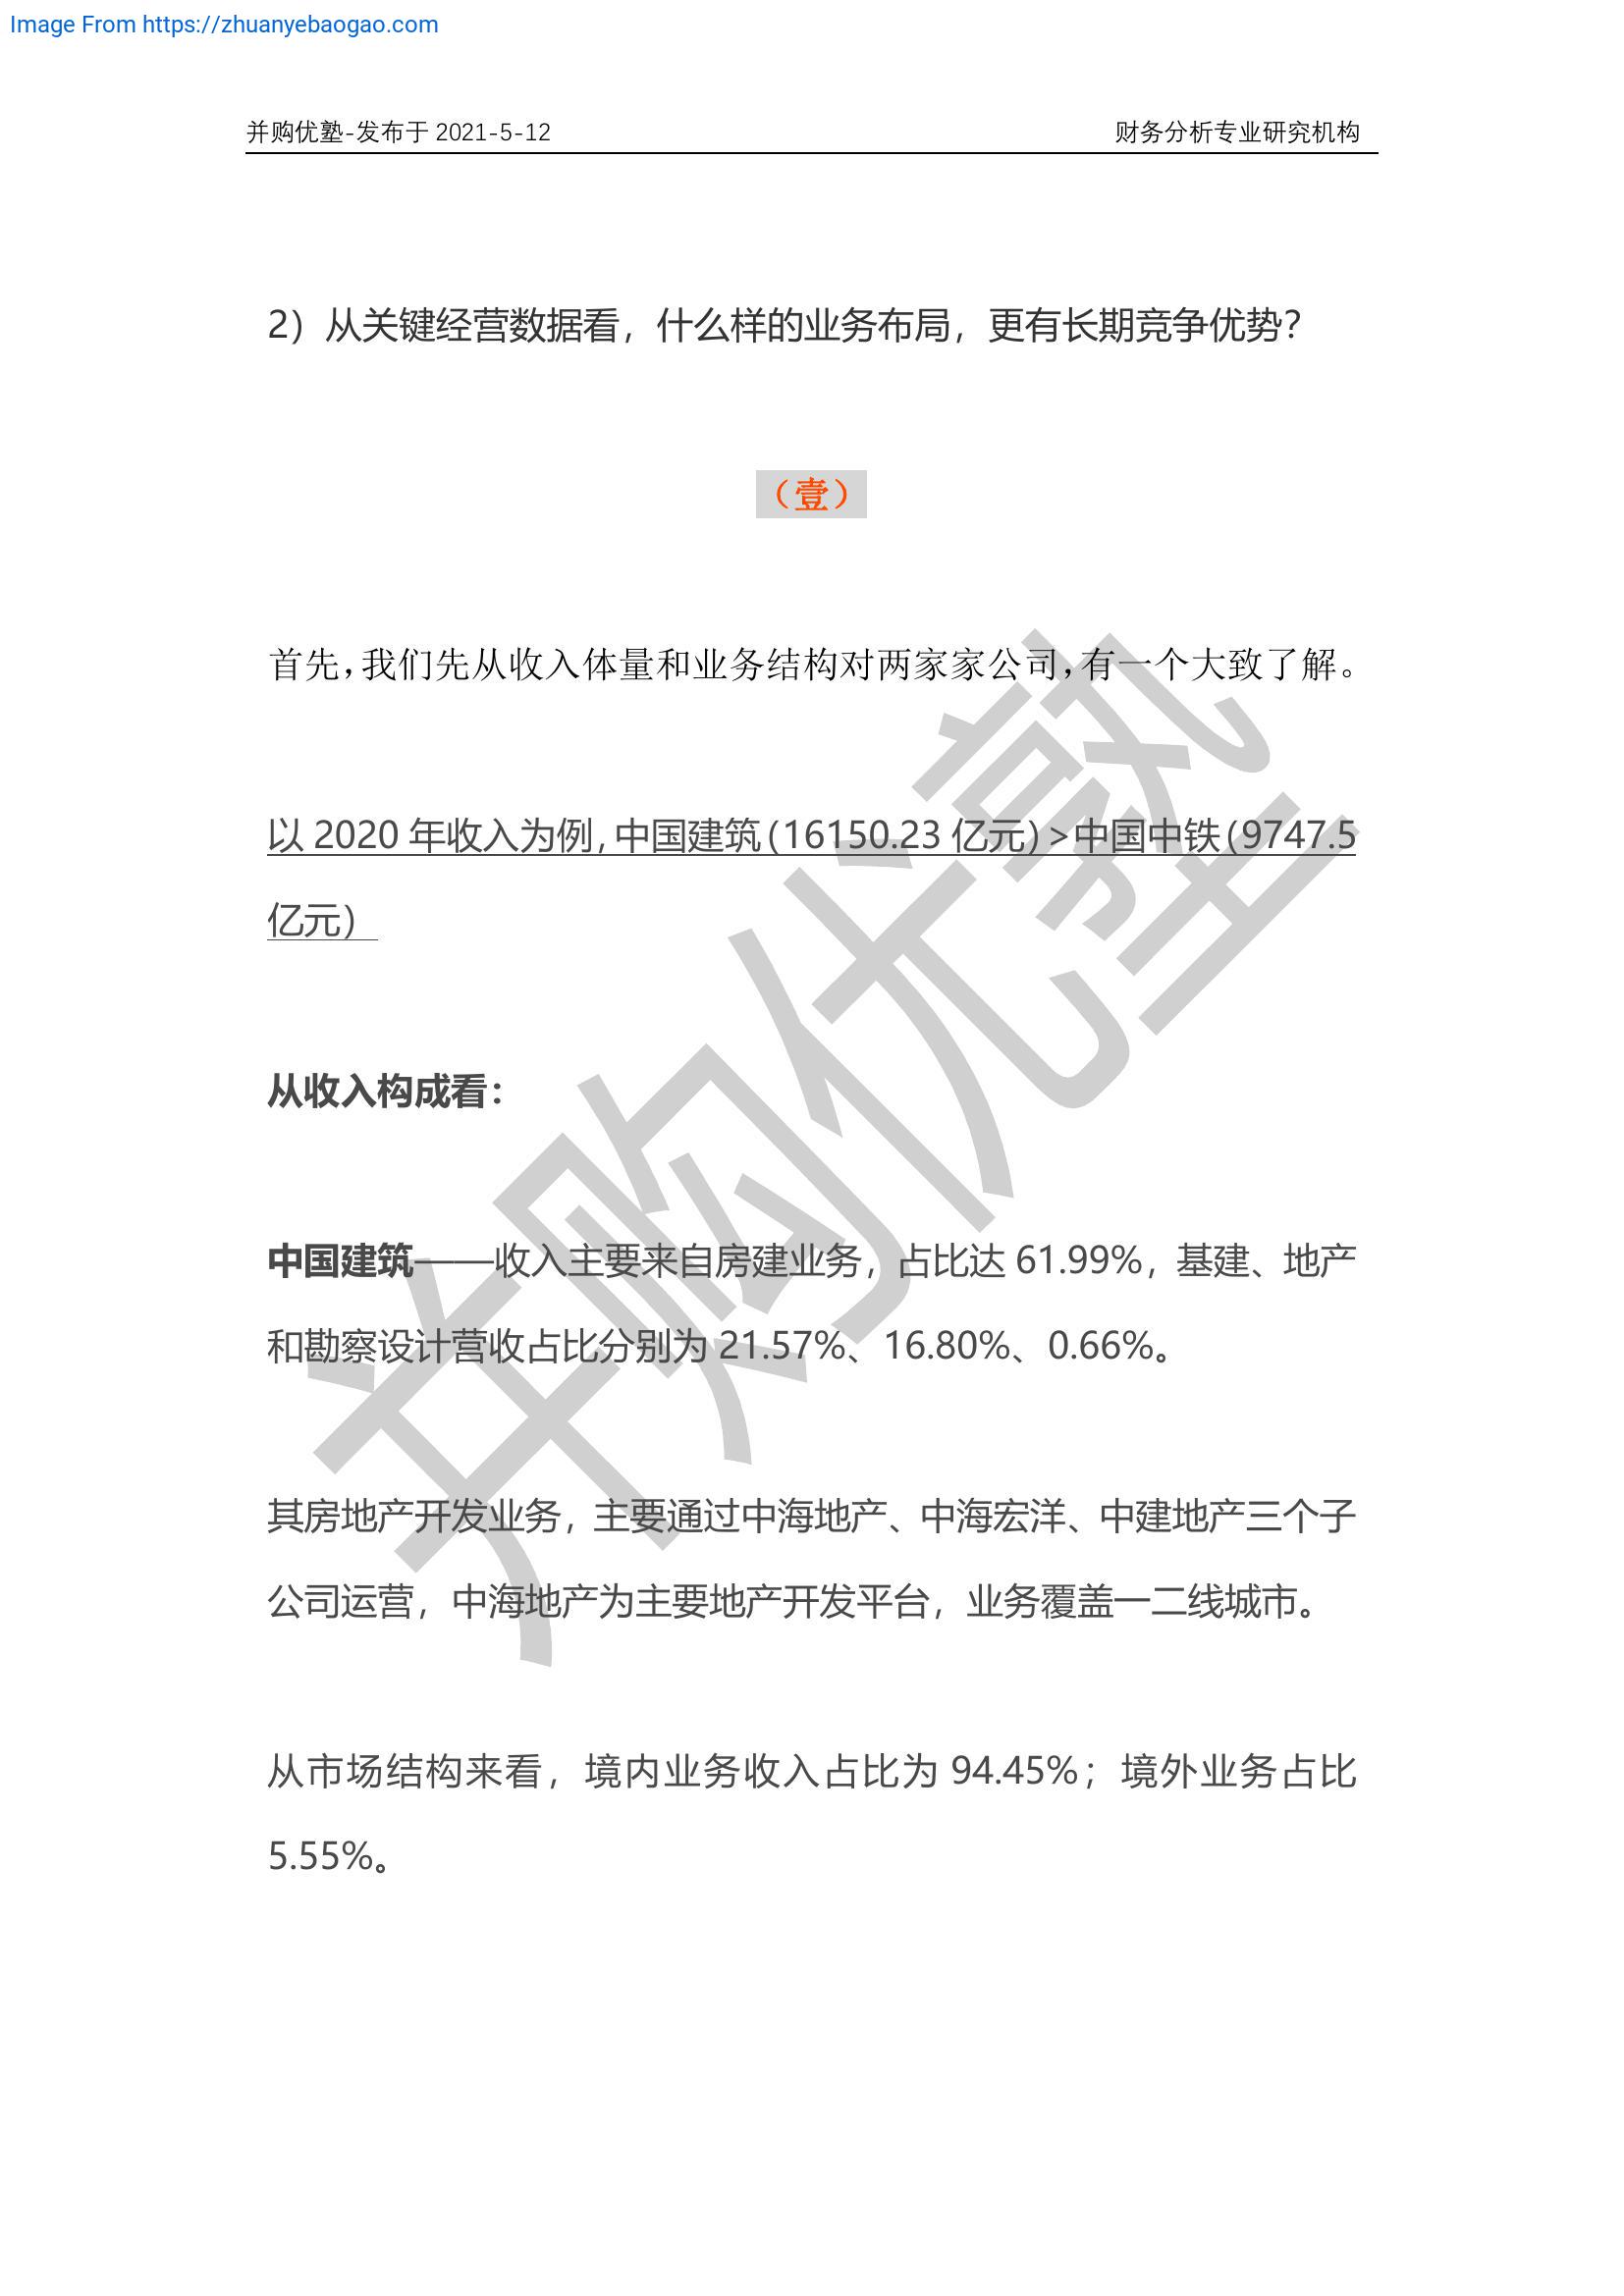 Image From https://zhuanyebaogao.com
并购优塾-发布于 2021-5-12 财务分析专业研究机构
2）从关键经营数据看，什么样的业务布局，更有长期竞争优势？
（壹）
首先，我们先从收入体量和业务结构对两家家公司，有一个大致了解。
以 2020 年收入为例，中国建筑（16150.23 亿元）>中国中铁（9747.5
亿元）
从收入构成看：
中国建筑——收入主要来自房建业务，占比达 61.99%，基建、地产
和勘察设计营收占比分别为 21.57%、16.80%、0.66%。
其房地产开发业务，主要通过中海地产、中海宏洋、中建地产三个子
公司运营，中海地产为主要地产开发平台，业务覆盖一二线城市。
从市场结构来看，境内业务收入占比为 94.45%；境外业务占比
5.55%。
并购优塾